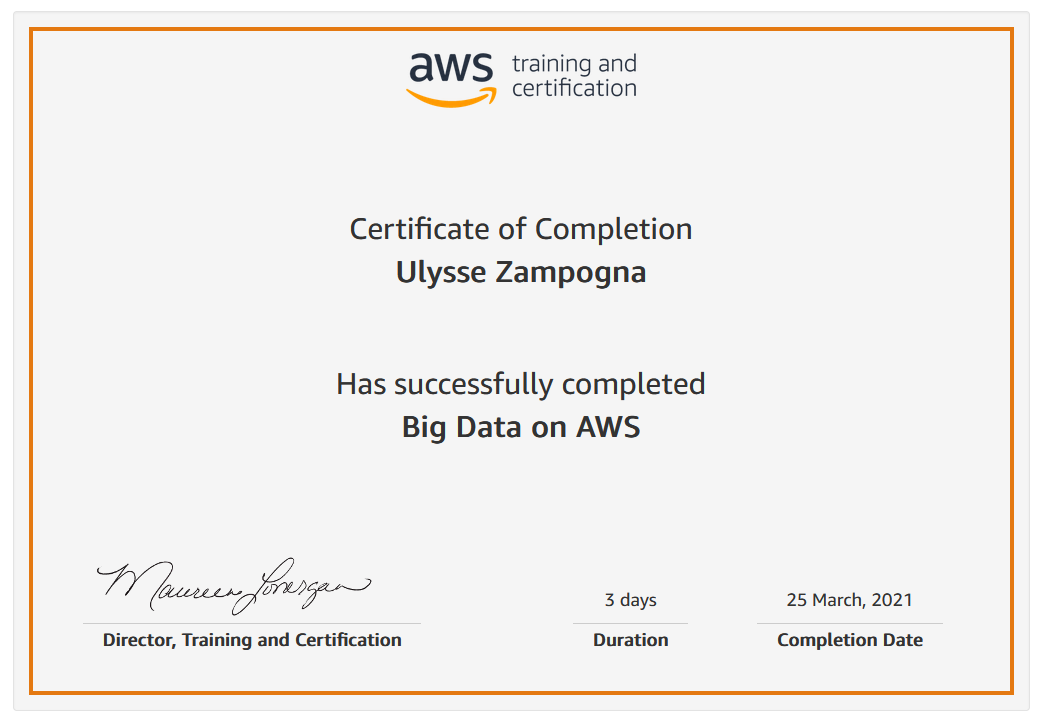 aws training and
certification
Certificate of Completion
Ulysse Zampogna
Has successfully completed
Big Data on AWS
Maureen Lonergan
3 days
25 March, 2021
Director, Training and Certification
Duration
Completion Date